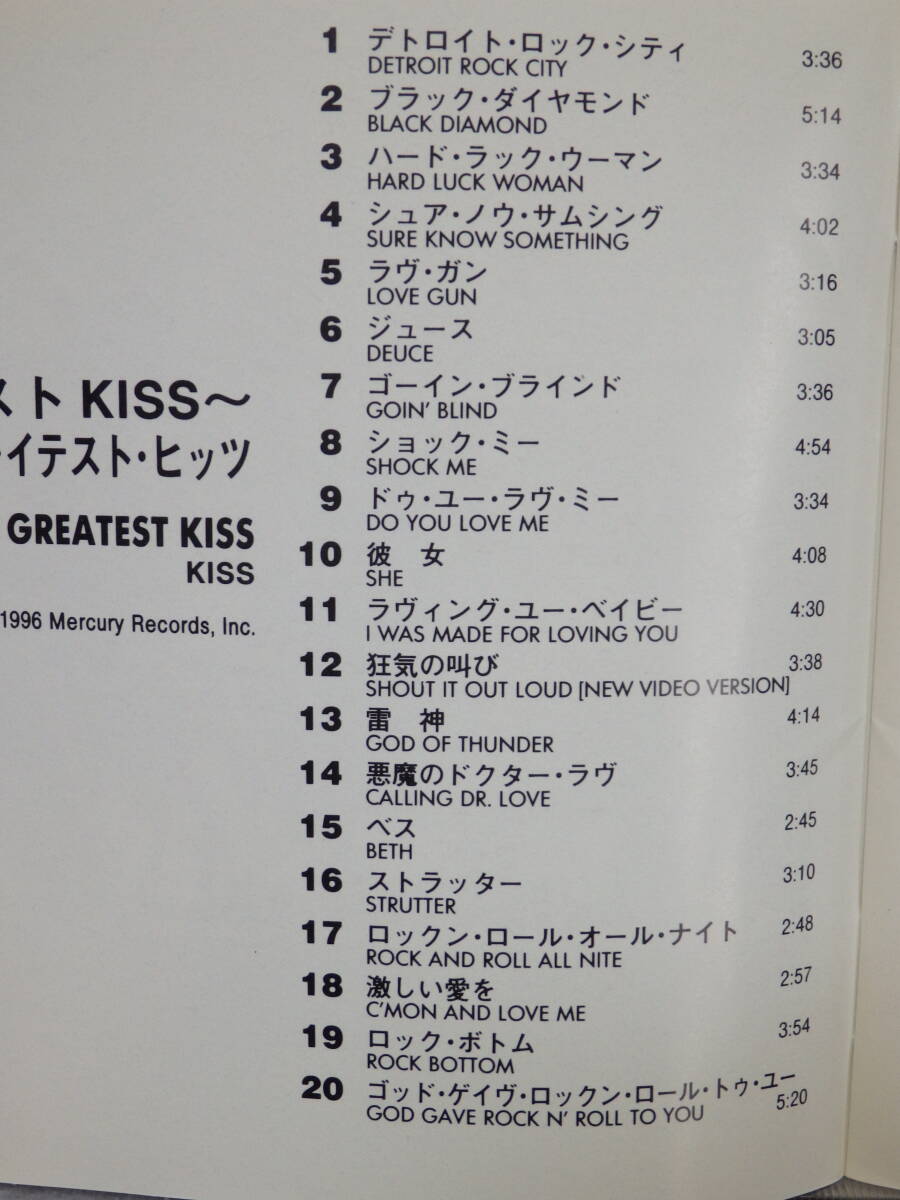 スト KISS～
イテスト・ヒッツ
GREATEST KISS
KISS
1996 Mercury Records, Inc.
1 デトロイト・ロック・シティ 3:36
DETROIT ROCK CITY
2 ブラック・ダイヤモンド 5:14
BLACK DIAMOND
3 ハード・ラック・ウーマン 3:34
HARD LUCK WOMAN
4 シュア・ノウ・サムシング 4:02
SURE KNOW SOMETHING
5 ラヴ・ガン 3:16
LOVE GUN
6 ジュース 3:05
DEUCE
7 ゴーイン・ブラインド 3:36
GOIN' BLIND
8 ショック・ミー 4:54
SHOCK ME
9 ドゥ・ユー・ラヴ・ミー 3:34
DO YOU LOVE ME
10 彼　女 4:08
SHE
11 ラヴィング・ユー・ベイビー 4:30
I WAS MADE FOR LOVING YOU
12 狂気の叫び 3:38
SHOUT IT OUT LOUD [NEW VIDEO VERSION]
13 雷　神 4:14
GOD OF THUNDER
14 悪魔のドクター・ラヴ 3:45
CALLING DR. LOVE
15 ベス 2:45
BETH
16 ストラッター 3:10
STRUTTER
17 ロックン・ロール・オール・ナイト 2:48
ROCK AND ROLL ALL NITE
18 激しい愛を 2:57
C'MON AND LOVE ME
19 ロック・ボトム 3:54
ROCK BOTTOM
20 ゴッド・ゲイヴ・ロックン・ロール・トゥ・ユー 5:20
GOD GAVE ROCK N' ROLL TO YOU